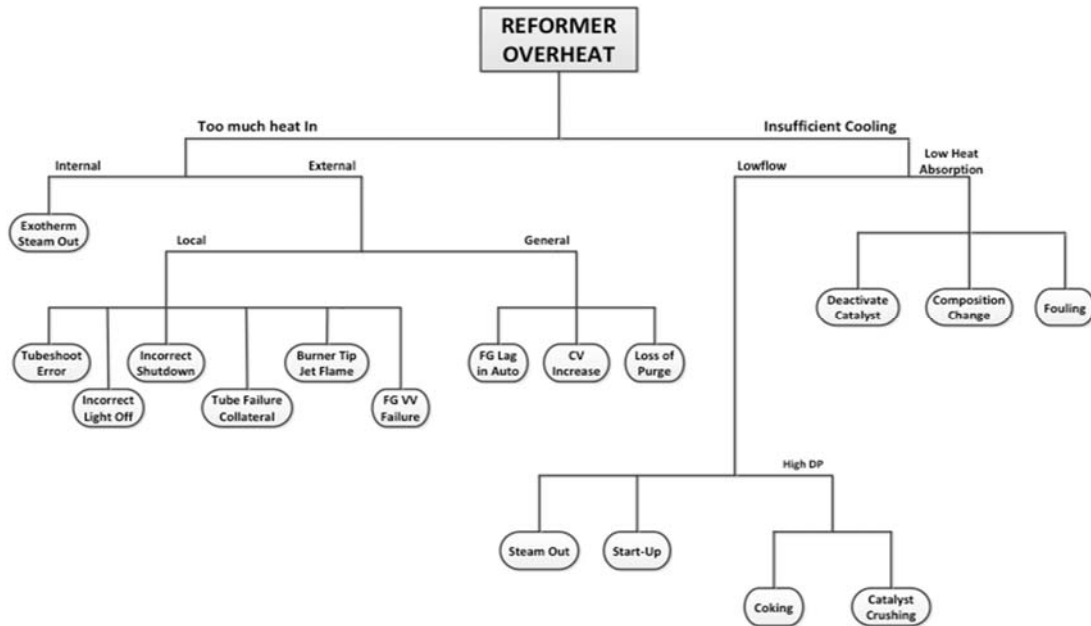 REFORMER
OVERHEAT
Too much heat In
Insufficient Cooling
Internal
External
Lowflow
Low Heat
Absorption
Exotherm
Steam Out
Local
General
Deactivate
Catalyst
Composition
Change
Fouling
Tubeshoot
Error
Incorrect
Shutdown
Burner Tip
Jet Flame
FG Lag
in Auto
CV
Increase
Loss of
Purge
Incorrect
Light Off
Tube Failure
Collateral
FG VV
Failure
High DP
Steam Out
Start-Up
Coking
Catalyst
Crushing